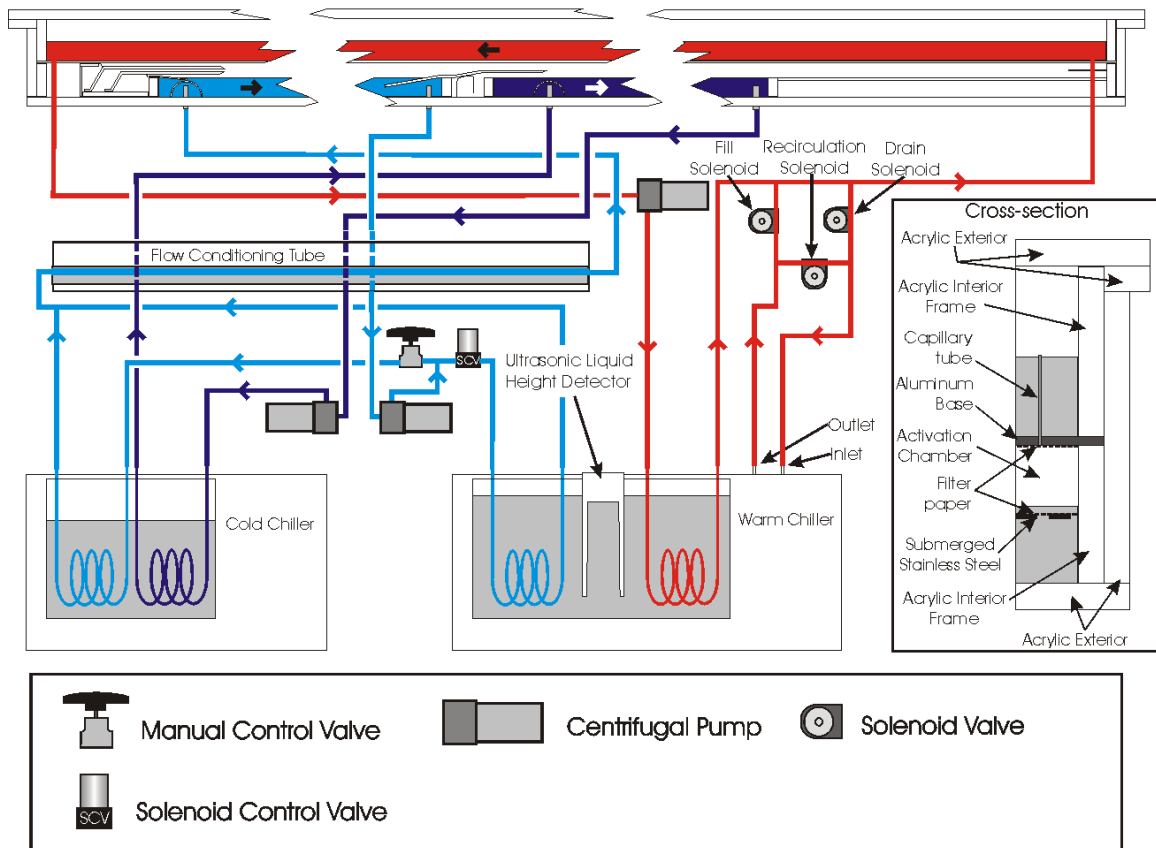 Fill
Solenoid
Recirculation
Solenoid
Drain
Solenoid
Flow Conditioning Tube
SCV
Ultrasonic Liquid
Height Detector
Outlet
Inlet
Cold Chiller
Warm Chiller
Cross-section
Acrylic Exterior
Acrylic Interior
Frame
Capillary
tube
Aluminum
Base
Activation
Chamber
Filter
paper
Submerged
Stainless Steel
Acrylic Interior
Frame
Acrylic Exterior
Manual Control Valve
Centrifugal Pump
Solenoid Valve
SCV
Solenoid Control Valve